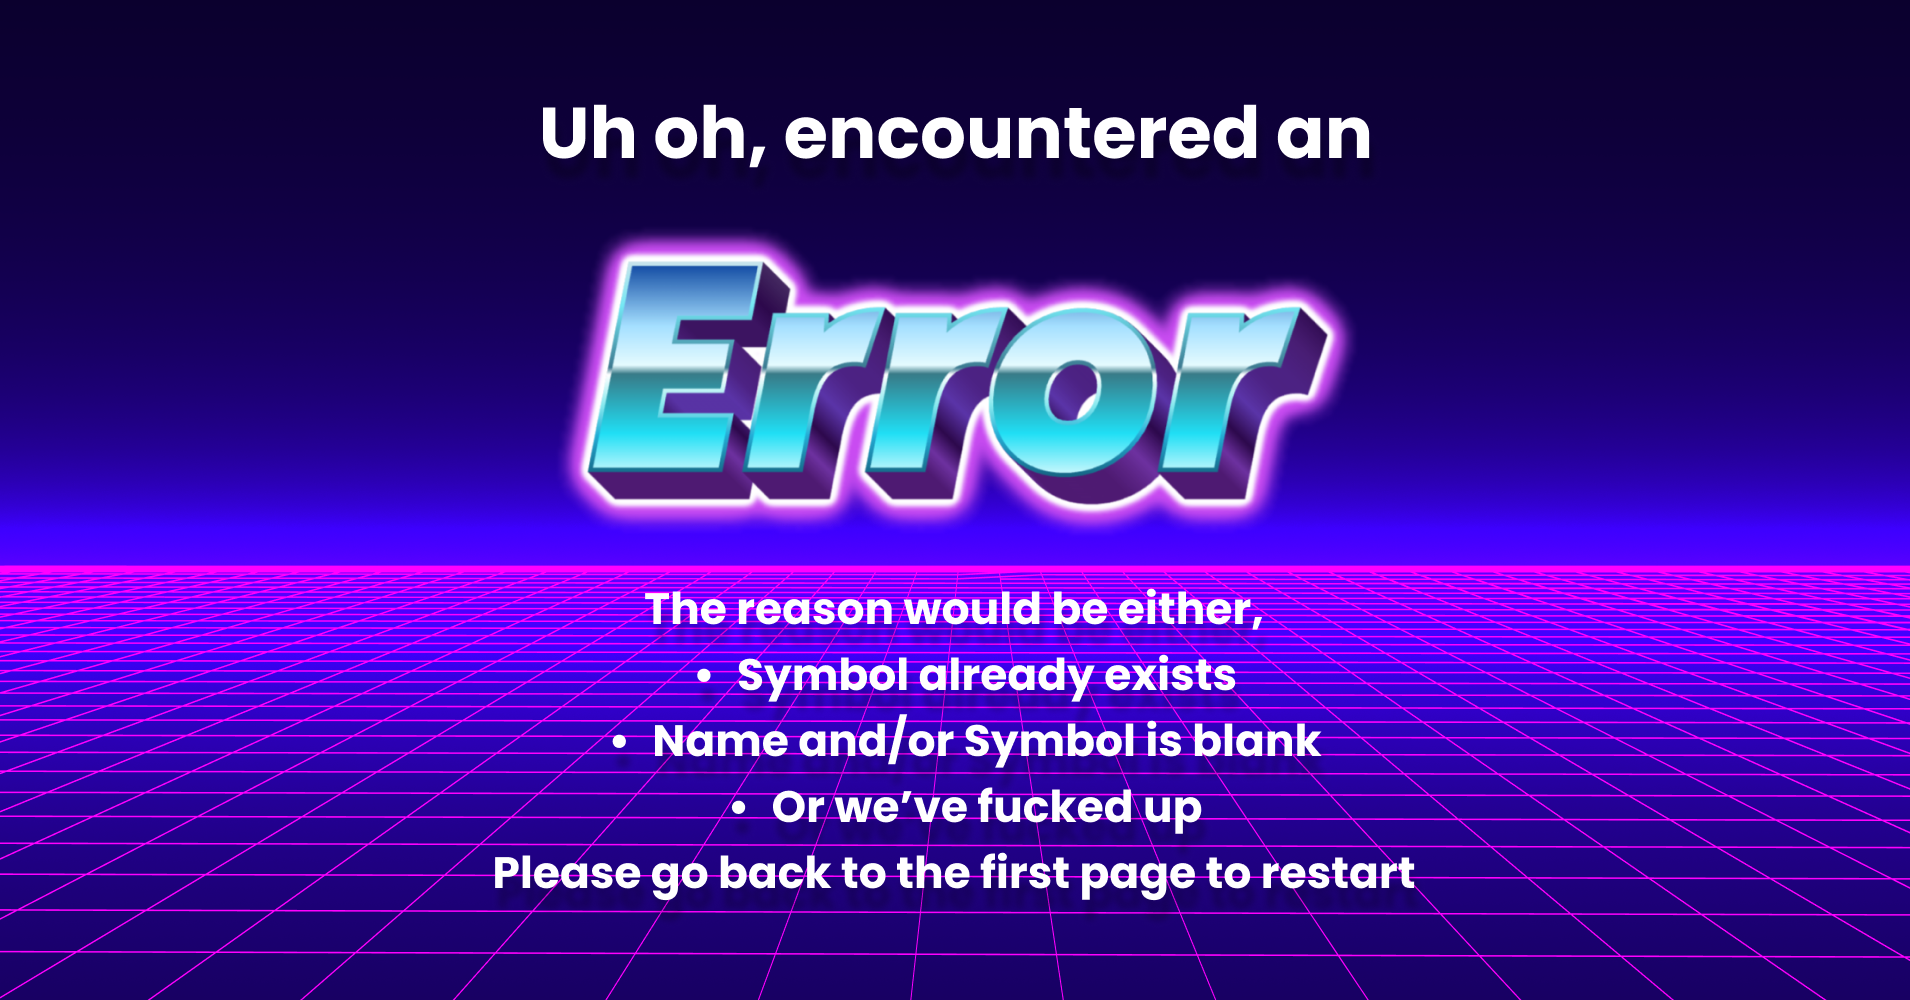 Uh oh, encountered an
Error
The reason would be either,
• Symbol already exists
• Name and/or Symbol is blank
• Or we’ve fucked up
Please go back to the first page to restart